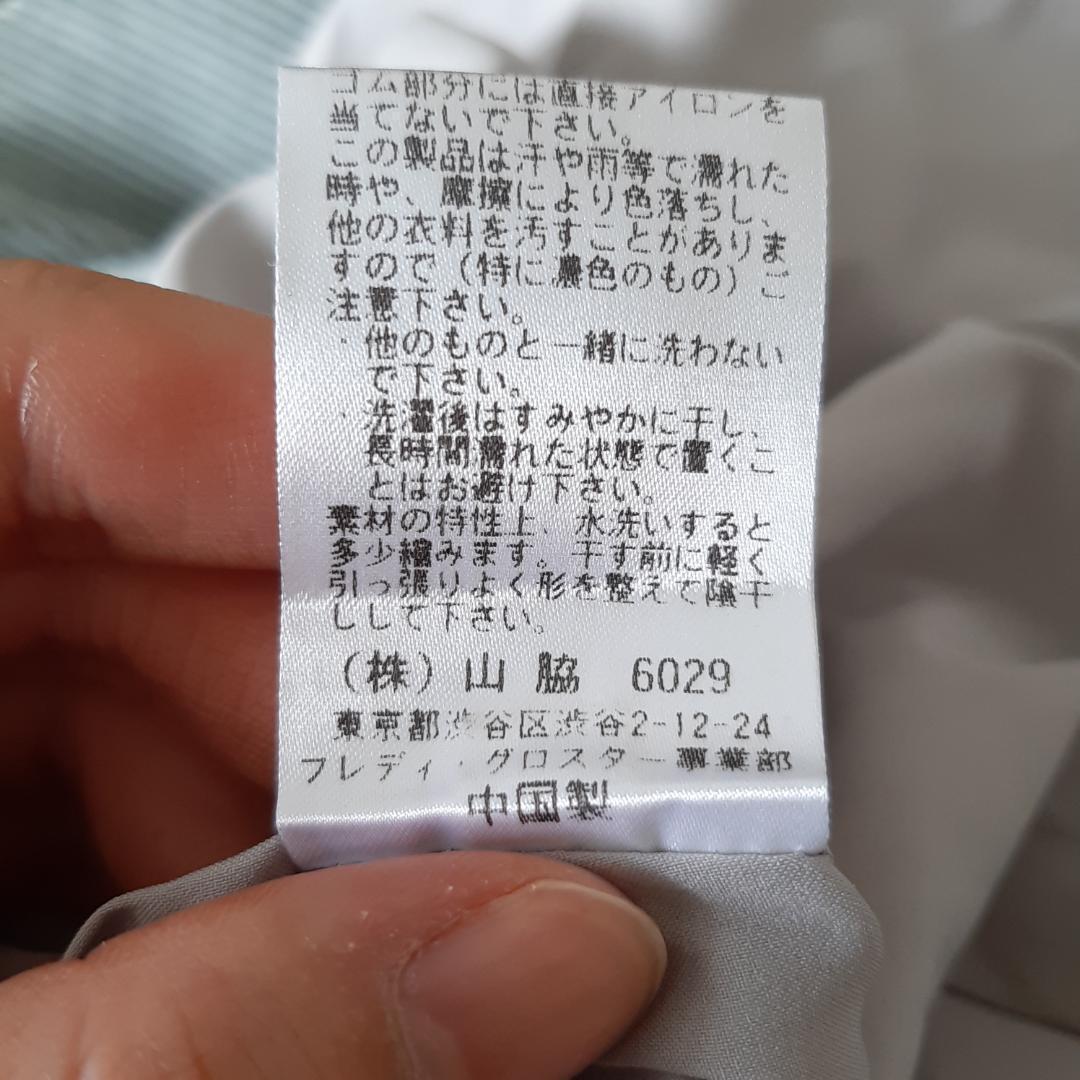 ゴム部分には直接アイロンを
当てないで下さい。
この製品は汗や雨等で濡れた
時や、摩擦により色落ちし、
他の衣料を汚すことがありま
すので(特に濃色のもの)ご
注意下さい。
・他のものと一緒に洗わない
で下さい。
・洗濯後はすみやかに干し、
長時間濡れた状態で置くこ
とはお避け下さい。
素材の特性上、水洗いすると
多少縮みます。干す前に軽く
引っ張りよく形を整えて陰干
しして下さい。
(株)山脇 6029
東京都渋谷区渋谷2-12-24
フレディ・グロスター事業部
中国製